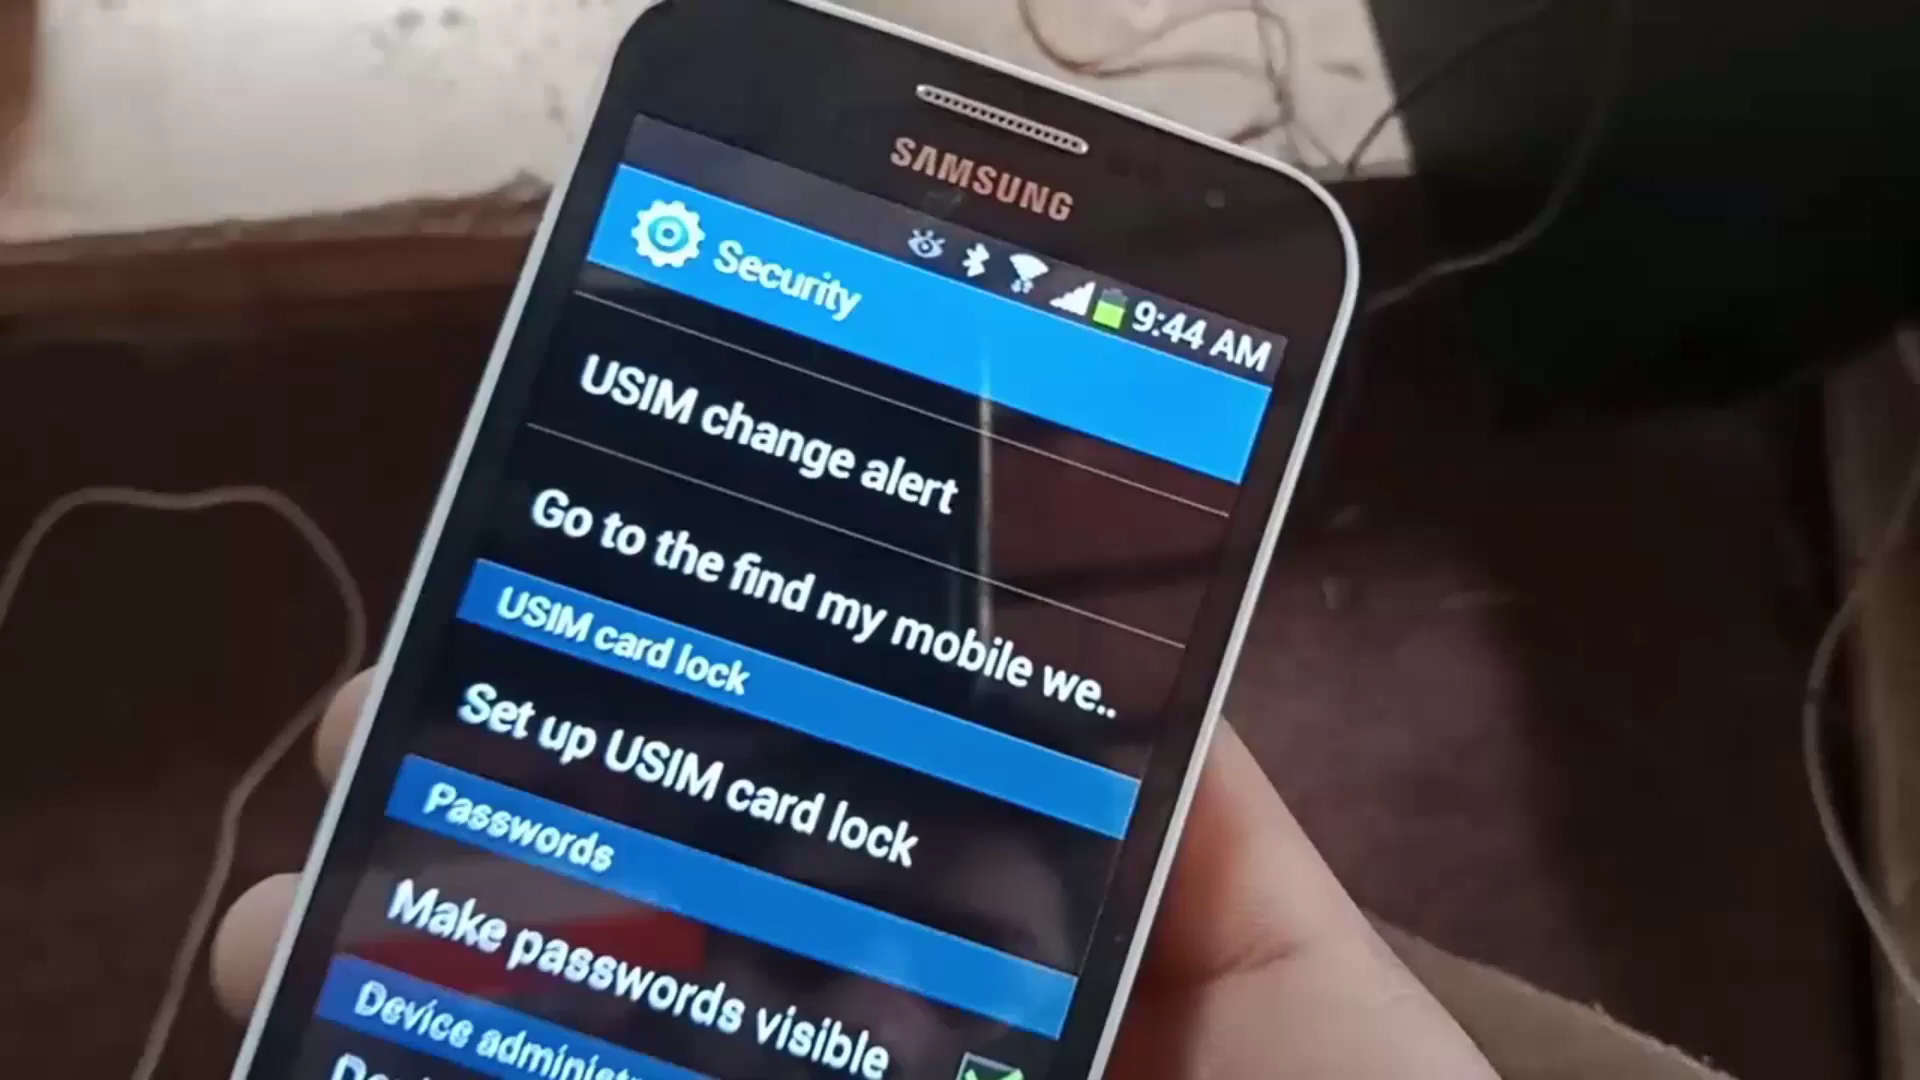 SAMSUNG
9:44 AM
Security
USIM change alert
Go to the find my mobile we..
USIM card lock
Set up USIM card lock
Passwords
Make passwords visible
Device